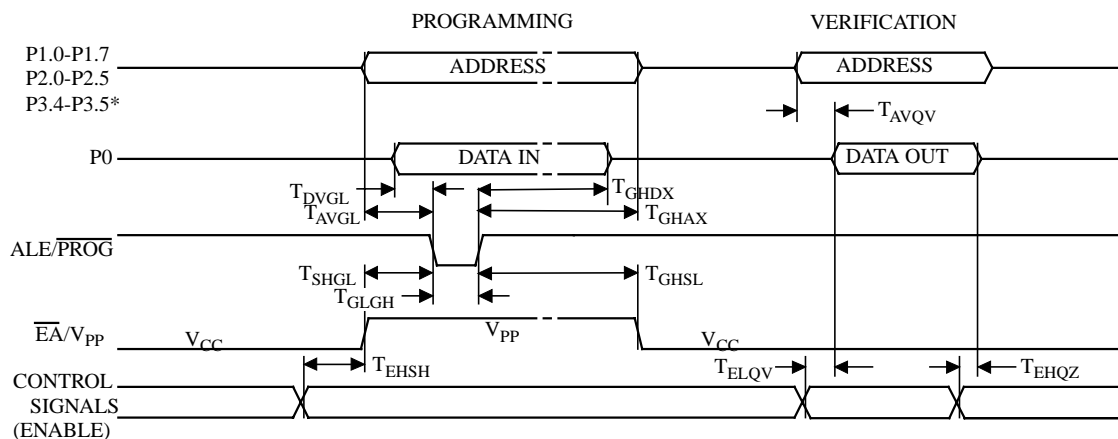 PROGRAMMING VERIFICATION
P1.0-P1.7
P2.0-P2.5
P3.4-P3.5*
ADDRESS ADDRESS
TAVQV
P0 DATA IN DATA OUT
TDVGL TGHDX
TAVGL TGHAX
ALE/PROG
TSHGL TGHSL
TGLGH
EA/VPP VCC VPP VCC
TEHSH TELQV TEHQZ
CONTROL
SIGNALS
(ENABLE)